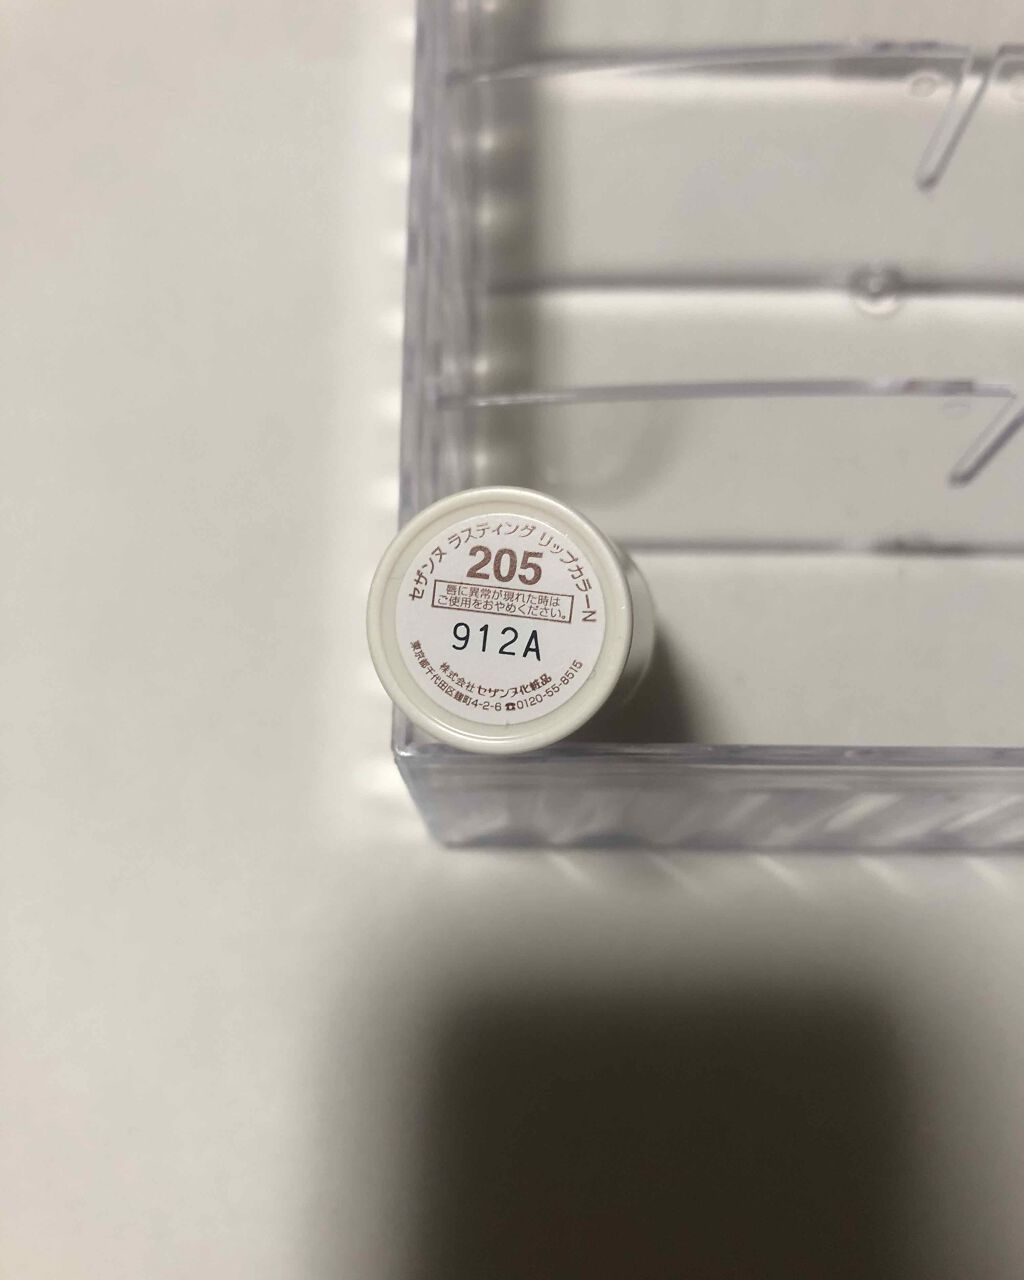 セザンヌ ラスティング リップカラーN
205
唇に異常が現れた時は
ご使用をおやめください。
912A
株式会社セザンヌ化粧品
東京都千代田区麹町4-2-6 ☎0120-55-8515